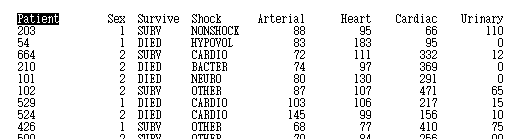 Patient Sex Survive Shock Arterial Heart Cardiac Urinary
203 1 SURV NONSHOCK 88 95 66 110
54 1 DIED HYPOVOL 83 183 95 0
664 2 SURV CARDIO 72 111 332 12
210 2 DIED BACTER 74 97 369 0
101 2 DIED NEURO 80 130 291 0
102 2 SURV OTHER 87 107 471 65
529 1 DIED CARDIO 103 106 217 15
524 2 DIED CARDIO 145 99 156 10
426 1 SURV OTHER 68 77 410 75